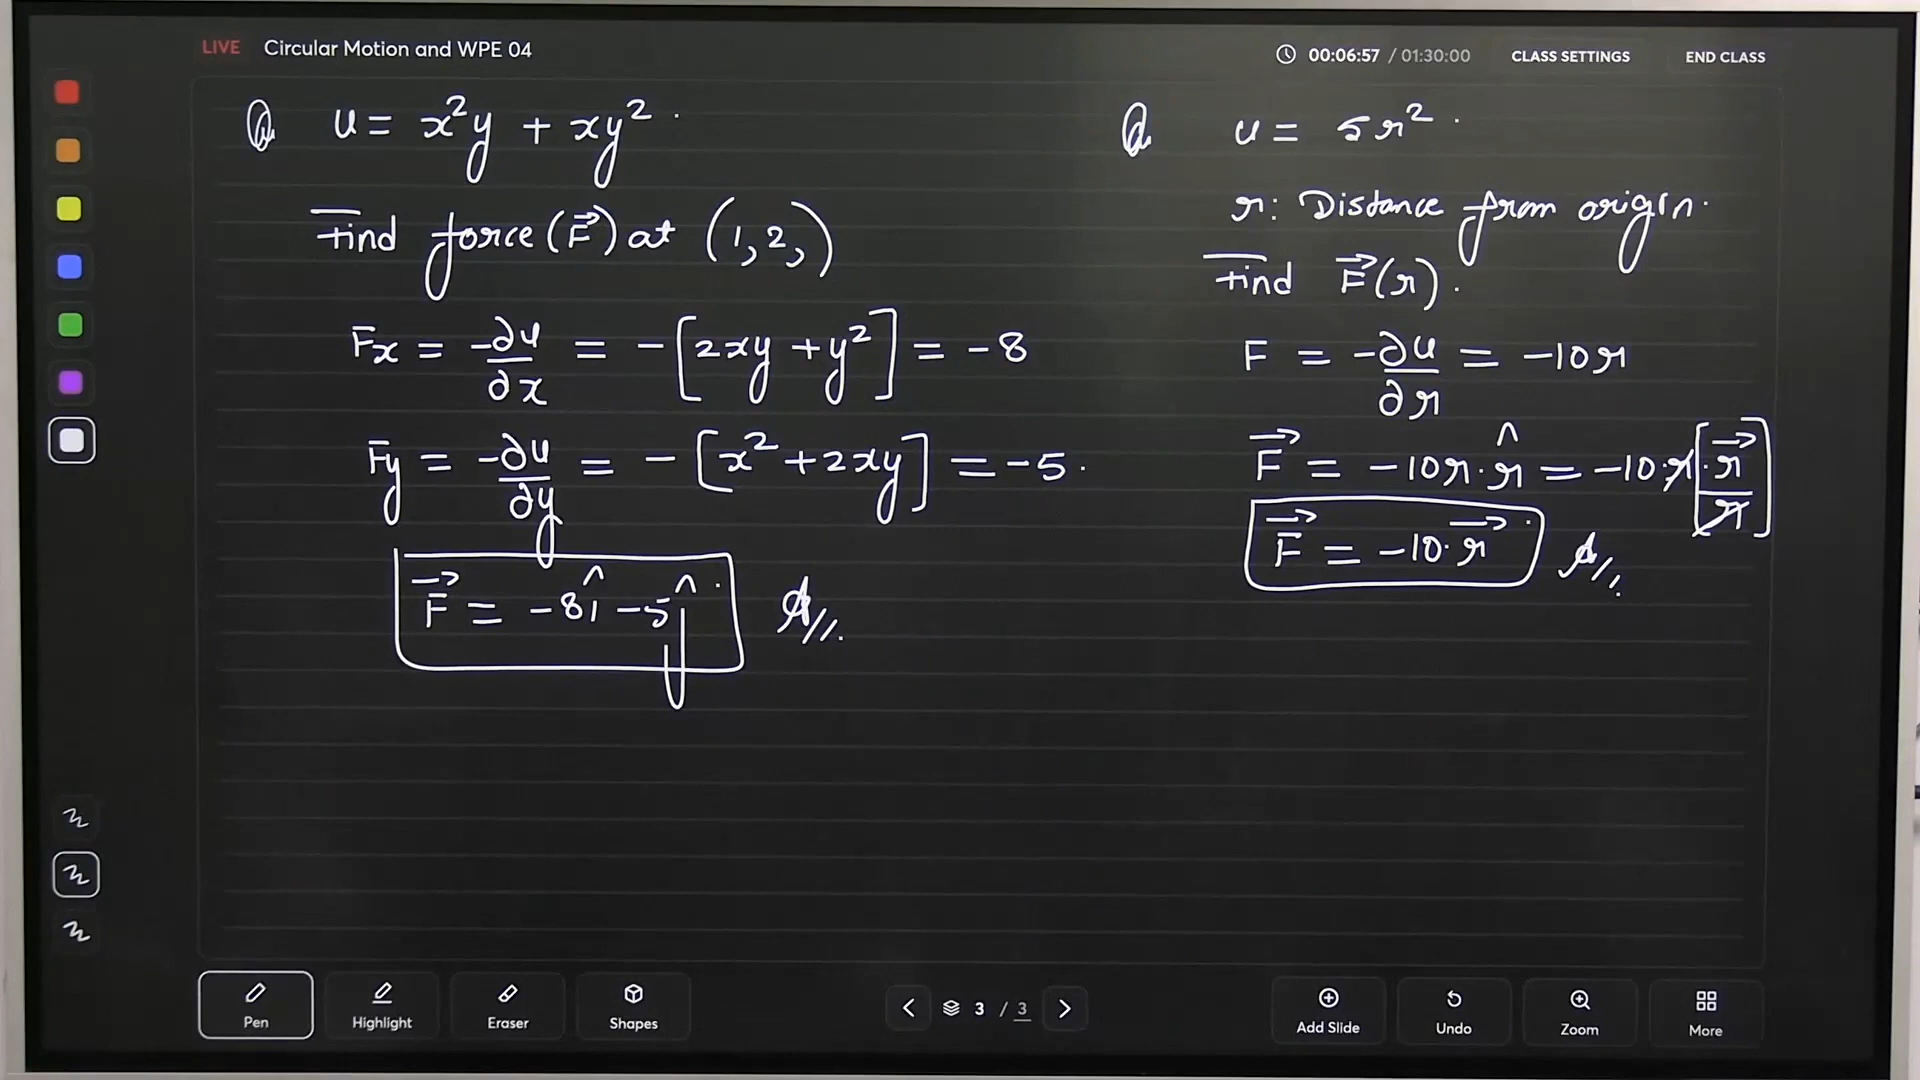 LIVE Circular Motion and WPE 04
00:06:57 / 01:30:00 CLASS SETTINGS END CLASS
Q u = x²y + xy².
Find force (F⃗) at (1, 2,)
Fx = -∂u/∂x = -[2xy + y²] = -8
Fy = -∂u/∂y = -[x² + 2xy] = -5.
F⃗ = -8î - 5ĵ. A//.
Q u = 5r².
r: Distance from origin.
Find F⃗(r).
F = -∂u/∂r = -10r
F⃗ = -10r·r̂ = -10·r[·r⃗/r]
F⃗ = -10·r⃗. A//.
Pen Highlight Eraser Shapes 3 / 3 Add Slide Undo Zoom More